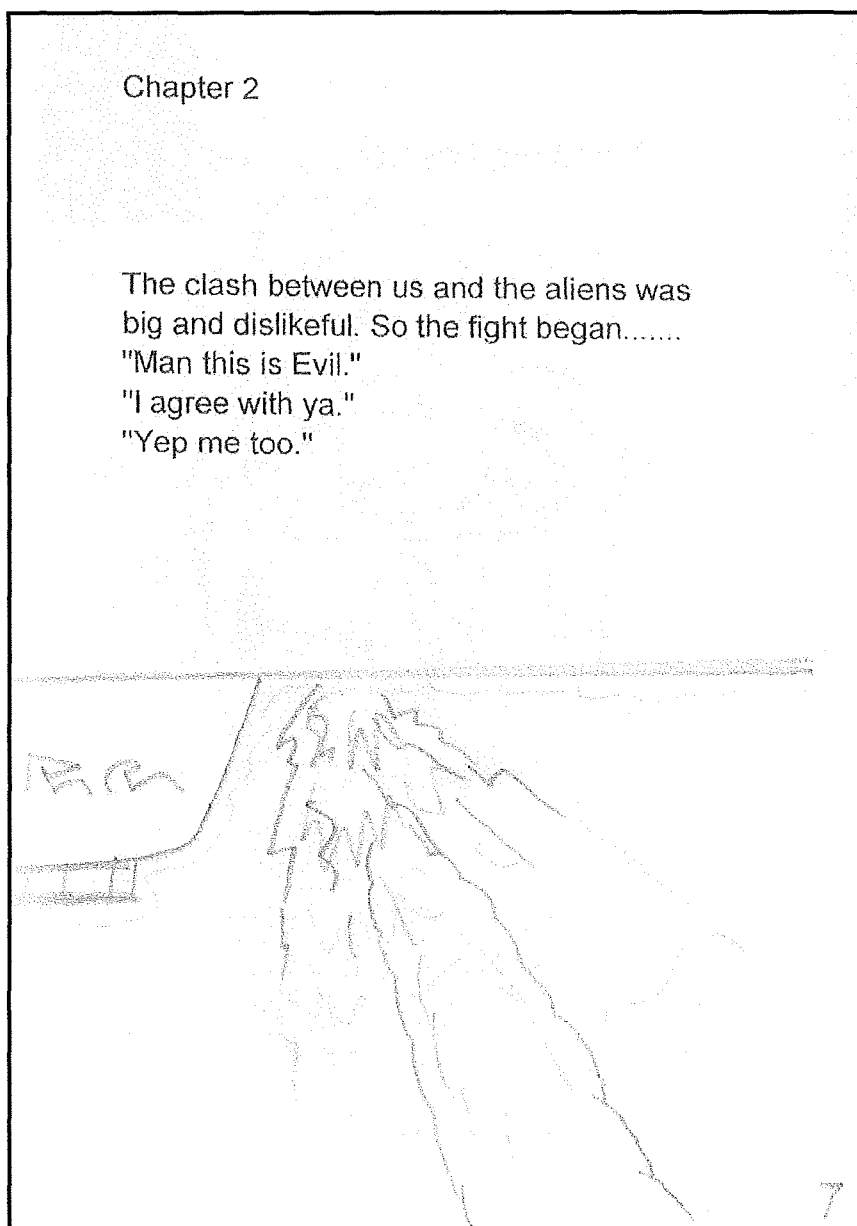 Chapter 2
The clash between us and the aliens was
big and dislikeful. So the fight began.......
"Man this is Evil."
"I agree with ya."
"Yep me too."
7